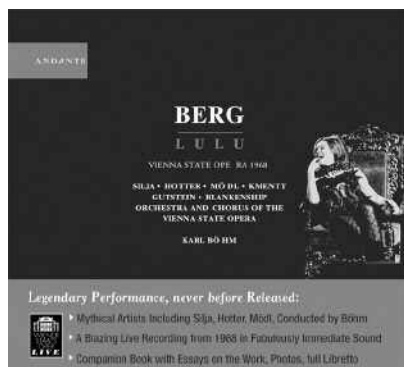 ANDANTE
BERG
LULU
VIENNA STATE OPE RA 1968
SILJA • HOTTER • MÖ DL • KMENTT
GUTSTEIN • BLANKENSHIP
ORCHESTRA AND CHORUS OF THE
VIENNA STATE OPERA
KARL BÖ HM
Legendary Performance, never before Released:
Mythical Artists Including Silja, Hotter, Mödl, Conducted by Böhm
A Blazing Live Recording from 1968 in Fabulously Immediate Sound
Companion Book with Essays on the Work, Photos, full Libretto
LIVE